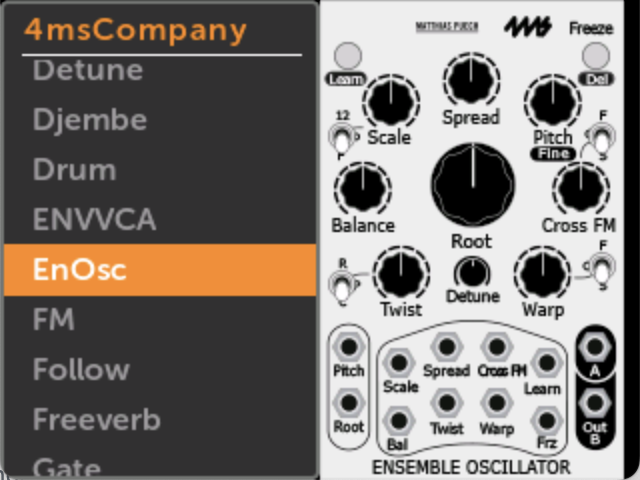 4msCompany
Detune
Djembe
Drum
ENVVCA
EnOsc
FM
Follow
Freeverb
Gate
MATTHIAS PUECH
4ms
Freeze
Learn
Del
12
F
Scale
Spread
Pitch
Fine
F
S
Balance
Root
Cross FM
R
C
Twist
Detune
Warp
F
C
S
Pitch
Scale
Spread
Cross FM
Learn
A
Root
Bal
Twist
Warp
Frz
Out
B
ENSEMBLE OSCILLATOR